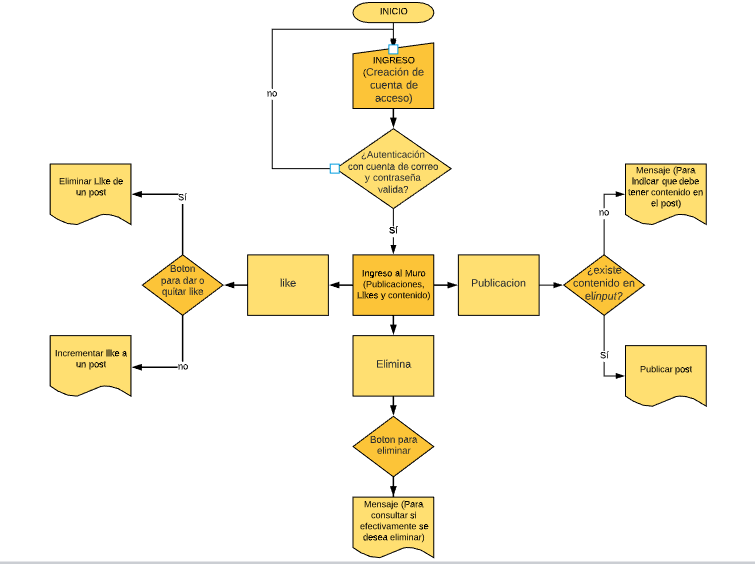 INICIO
INGRESO
(Creación de
cuenta de
acceso)
no
¿Autenticación
con cuenta de correo
y contraseña
valida?
Sí
Eliminar Like de
un post
Sí
Boton
para dar o
quitar like
like
Ingreso al Muro
(Publicaciones,
Likes y contenido)
Publicacion
¿existe
contenido en
elinput?
no
Mensaje (Para
indicar que debe
tener contenido en
el post)
Incrementar like a
un post
no
Elimina
Sí
Publicar post
Boton para
eliminar
Mensaje (Para
consultar si
efectivamente se
desea eliminar)